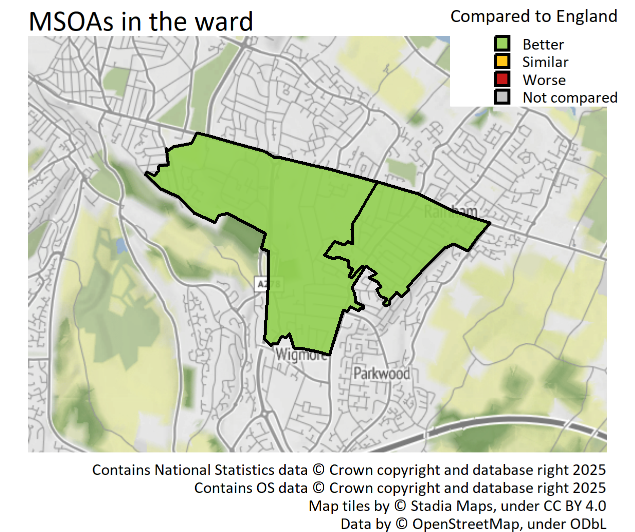 MSOAs in the ward
Compared to England
Better
Similar
Worse
Not compared
Rainham
Wigmore
Parkwood
Contains National Statistics data © Crown copyright and database right 2025
Contains OS data © Crown copyright and database right 2025
Map tiles by © Stadia Maps, under CC BY 4.0
Data by © OpenStreetMap, under ODbL